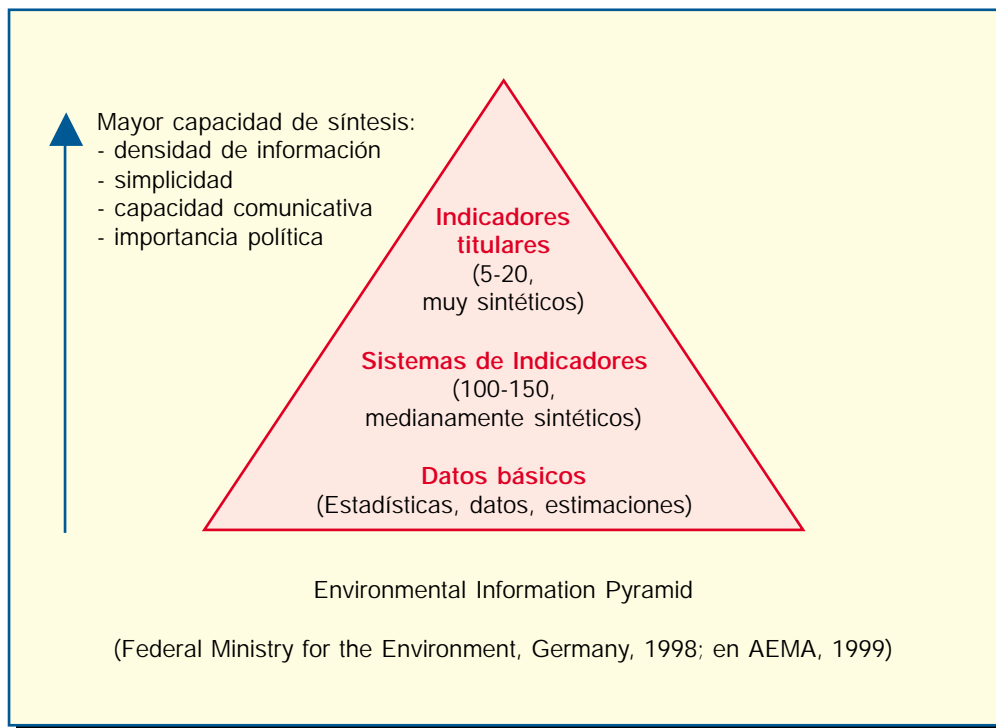 Mayor capacidad de síntesis:
- densidad de información
- simplicidad
- capacidad comunicativa
- importancia política
Indicadores
titulares
(5-20,
muy sintéticos)
Sistemas de Indicadores
(100-150,
medianamente sintéticos)
Datos básicos
(Estadísticas, datos, estimaciones)
Environmental Information Pyramid
(Federal Ministry for the Environment, Germany, 1998; en AEMA, 1999)